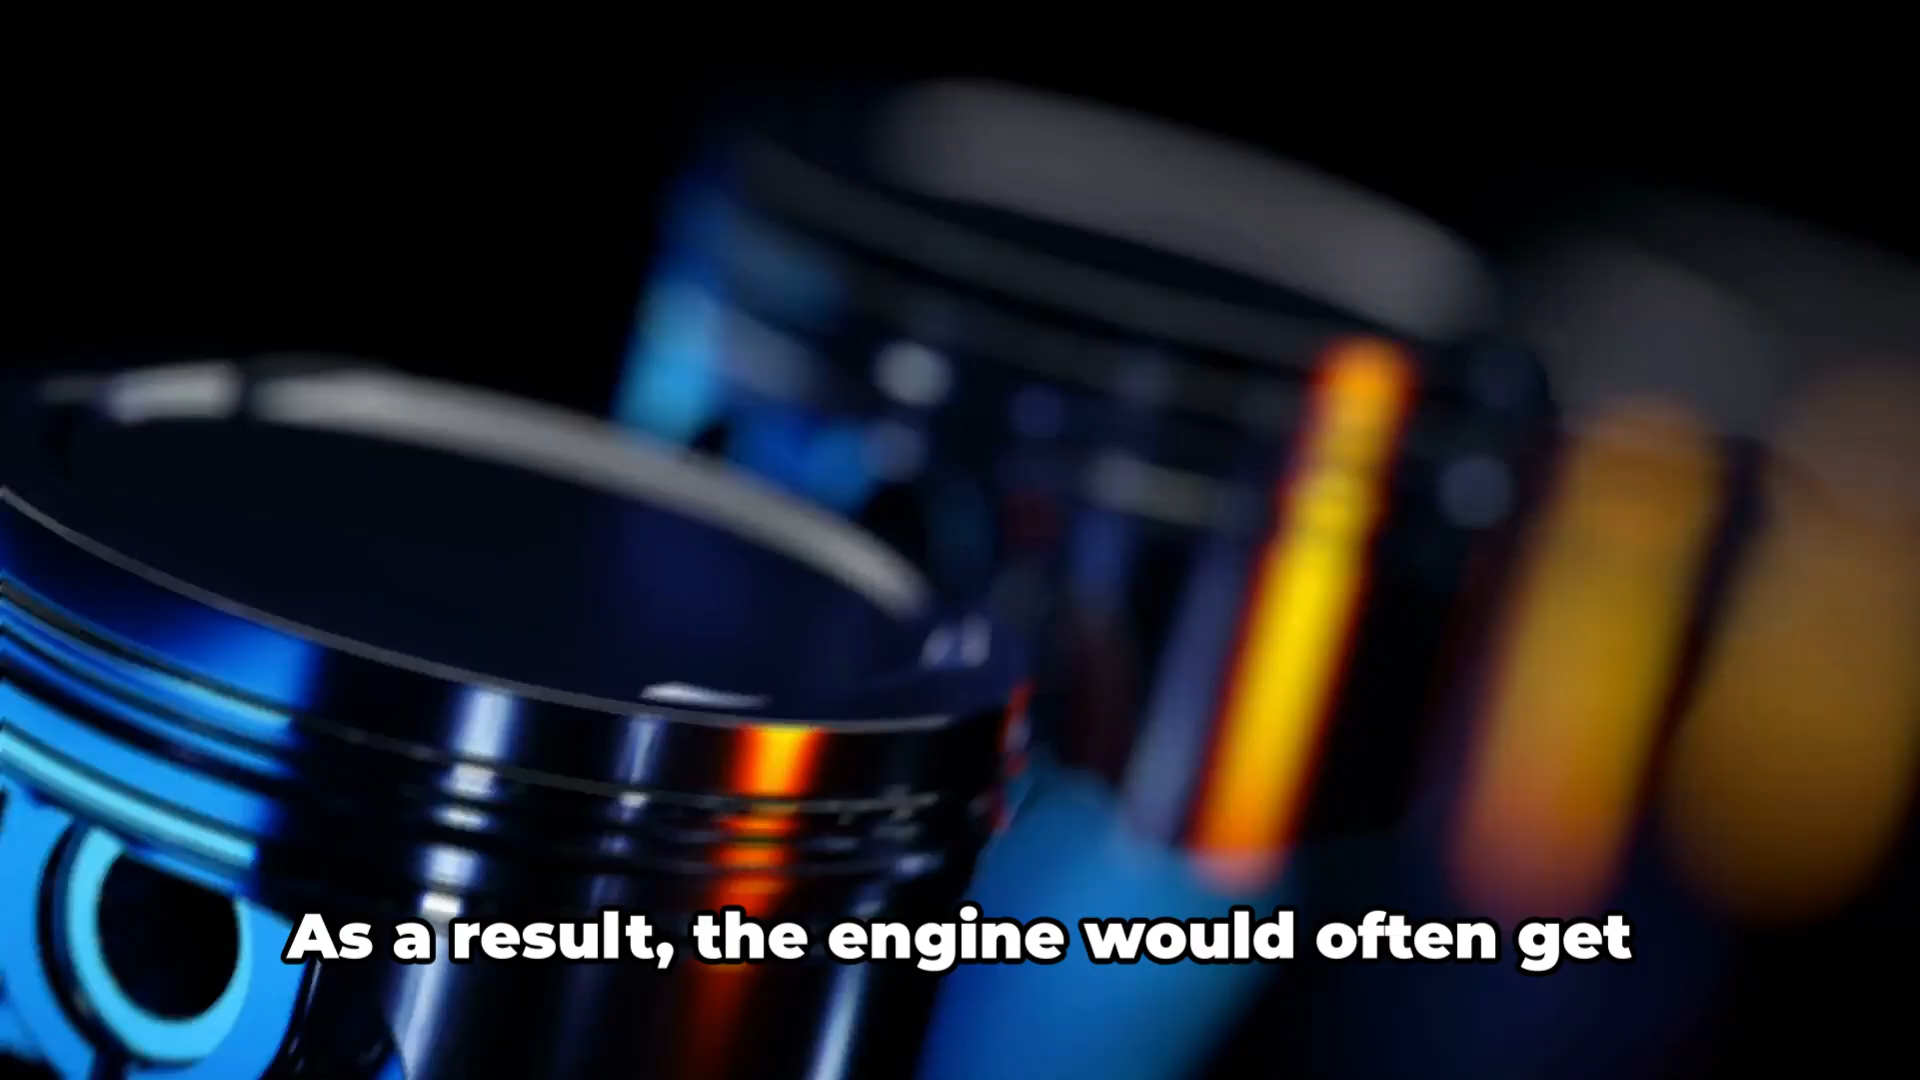 As a result, the engine would often get